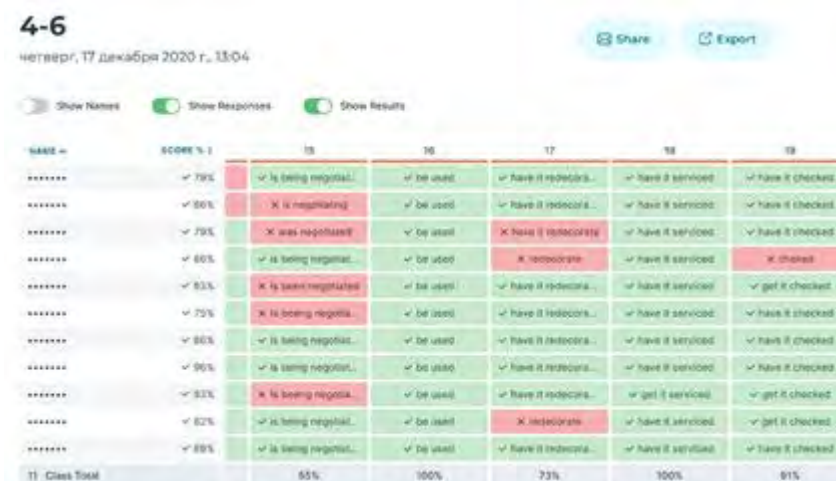 4-6
четверг, 17 декабря 2020 г., 13:04
Share Export
Show Names Show Responses Show Results
NAME SCORE % 15 16 17 18 19
••••••• ✓ 79% ✓ is being negotiat... ✓ be used ✓ have it redecora... ✓ have it serviced ✓ have it checked
••••••• ✓ 86% ✗ is negotiating ✓ be used ✓ have it redecora... ✓ have it serviced ✓ have it checked
••••••• ✓ 79% ✗ was negotiated ✓ be used ✗ have it redecorate ✓ have it serviced ✓ have it checked
••••••• ✓ ✓ is being negotiat... ✓ be used ✗ redecorate ✓ have it serviced ✗
••••••• ✓ 83% ✗ is been negotiated ✓ be used ✓ have it redecora... ✓ have it serviced ✓ get it checked
••••••• ✓ 75% ✗ is beeing negotia... ✓ be used ✓ have it redecora... ✓ have it serviced ✓ have it checked
••••••• ✓ ✓ is being negotiat... ✓ be used ✓ have it redecora... ✓ have it serviced ✓ have it checked
••••••• ✓ 96% ✓ is being negotiat... ✓ be used ✓ have it redecora... ✓ have it serviced ✓ have it checked
••••••• ✓ 93% ✗ is beeing negotia... ✓ be used ✓ have it redecora... ✓ get it serviced ✓ get it checked
••••••• ✓ 82% ✓ is being negotiat... ✓ be used ✗ redecorate ✓ have it serviced ✓ get it checked
••••••• ✓ 89% ✓ is being negotiat... ✓ be used ✓ have it redecora... ✓ have it serviced ✓ have it checked
11 Class Total 100% 73% 100% 91%